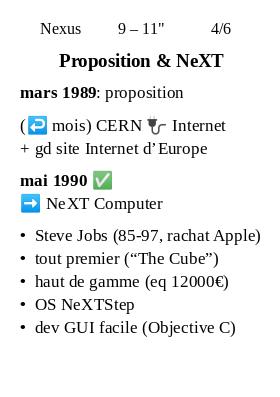 Nexus 9 – 11" 4/6
Proposition & NeXT
mars 1989: proposition
(↩️ mois) CERN 🔌 Internet
+ gd site Internet d’Europe
mai 1990 ✅
➡️ NeXT Computer
• Steve Jobs (85-97, rachat Apple)
• tout premier (“The Cube”)
• haut de gamme (eq 12000€)
• OS NeXTStep
• dev GUI facile (Objective C)